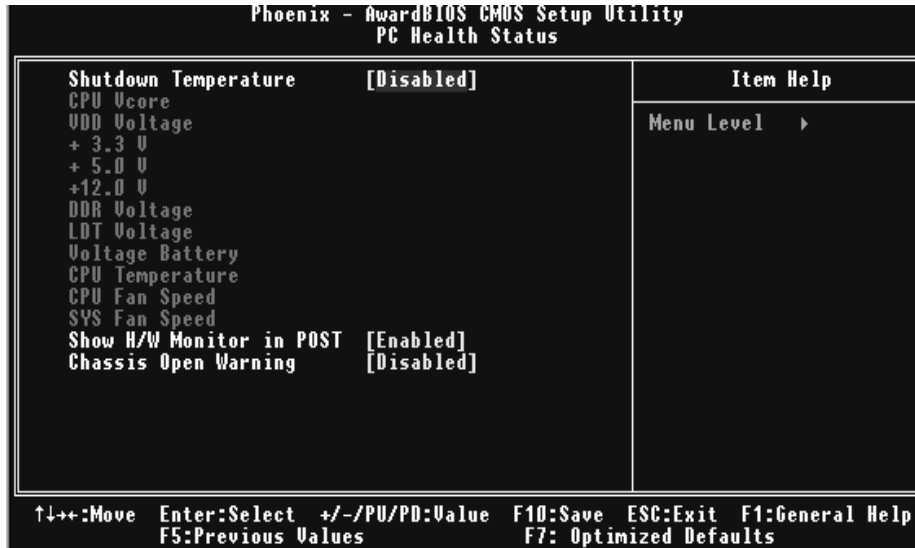 Phoenix - AwardBIOS CMOS Setup Utility
PC Health Status
Shutdown Temperature [Disabled]
CPU Vcore
VDD Voltage
+ 3.3 V
+ 5.0 V
+12.0 V
DDR Voltage
LDT Voltage
Voltage Battery
CPU Temperature
CPU Fan Speed
SYS Fan Speed
Show H/W Monitor in POST [Enabled]
Chassis Open Warning [Disabled]
Item Help
Menu Level ▸
↑↓→←:Move Enter:Select +/-/PU/PD:Value F10:Save ESC:Exit F1:General Help
F5:Previous Values F7: Optimized Defaults